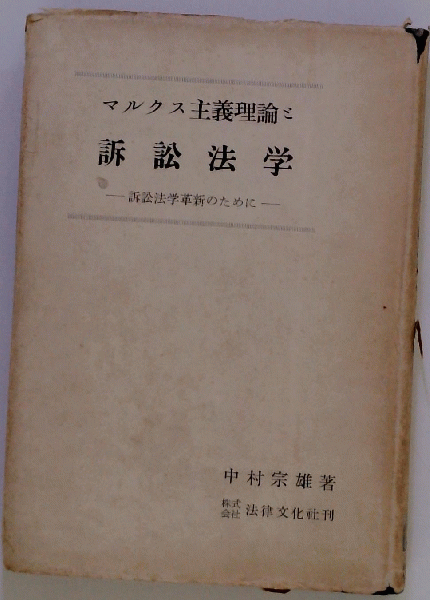 マルクス主義理論と
訴訟法学
―訴訟法学革新のために―
中村宗雄著
株式会社 法律文化社刊